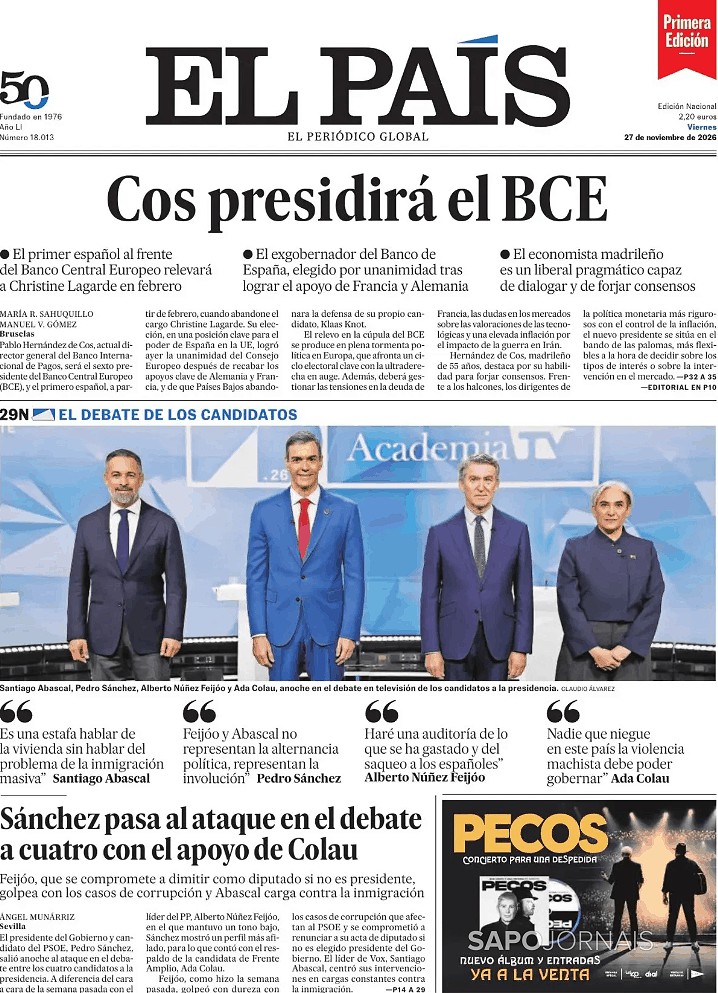 Primera
Edición
50
Fundado en 1976
Año LI
Número 18.013
EL PAÍS
EL PERIÓDICO GLOBAL
Edición Nacional
2,20 euros
Viernes
27 de noviembre de 2026
Cos presidirá el BCE
● El primer español al frente
del Banco Central Europeo relevará
a Christine Lagarde en febrero
● El exgobernador del Banco de
España, elegido por unanimidad tras
lograr el apoyo de Francia y Alemania
● El economista madrileño
es un liberal pragmático capaz
de dialogar y de forjar consensos
MARÍA R. SAHUQUILLO
MANUEL V. GÓMEZ
Bruselas
Pablo Hernández de Cos, actual di-
rector general del Banco Interna-
cional de Pagos, será el sexto pre-
sidente del Banco Central Europeo
(BCE), y el primer español, a par-
tir de febrero, cuando abandone el
cargo Christine Lagarde. Su elec-
ción, en una posición clave para el
poder de España en la UE, logró
ayer la unanimidad del Consejo
Europeo después de recabar los
apoyos clave de Alemania y Fran-
cia, y de que Países Bajos abando-
nara la defensa de su propio can-
didato, Klaas Knot.
El relevo en la cúpula del BCE
se produce en plena tormenta po-
lítica en Europa, que afronta un ci-
clo electoral clave con la ultradere-
cha en auge. Además, deberá ges-
tionar las tensiones en la deuda de
Francia, las dudas en los mercados
sobre las valoraciones de las tecno-
lógicas y una elevada inflación por
el impacto de la guerra en Irán.
Hernández de Cos, madrileño
de 55 años, destaca por su habili-
dad para forjar consensos. Fren-
te a los halcones, los dirigentes de
la política monetaria más riguro-
sos con el control de la inflación,
el nuevo presidente se sitúa en el
bando de las palomas, más flexi-
bles a la hora de decidir sobre los
tipos de interés o sobre la inter-
vención en el mercado. —P32 A 35
—EDITORIAL EN P10
29N EL DEBATE DE LOS CANDIDATOS
Academia TV
.26
Santiago Abascal, Pedro Sánchez, Alberto Núñez Feijóo y Ada Colau, anoche en el debate en televisión de los candidatos a la presidencia. CLAUDIO ÁLVAREZ
Es una estafa hablar de
la vivienda sin hablar del
problema de la inmigración
masiva” Santiago Abascal
Feijóo y Abascal no
representan la alternancia
política, representan la
involución” Pedro Sánchez
Haré una auditoría de lo
que se ha gastado y del
saqueo a los españoles”
Alberto Núñez Feijóo
Nadie que niegue
en este país la violencia
machista debe poder
gobernar” Ada Colau
Sánchez pasa al ataque en el debate
a cuatro con el apoyo de Colau
Feijóo, que se compromete a dimitir como diputado si no es presidente,
golpea con los casos de corrupción y Abascal carga contra la inmigración
ÁNGEL MUNÁRRIZ
Sevilla
El presidente del Gobierno y can-
didato del PSOE, Pedro Sánchez,
salió anoche al ataque en el deba-
te entre los cuatro candidatos a la
presidencia. A diferencia del cara
a cara de la semana pasada con el
líder del PP, Alberto Núñez Feijóo,
en el que mantuvo un tono bajo,
Sánchez mostró un perfil más afi-
lado, para lo que contó con el res-
paldo de la candidata de Frente
Amplio, Ada Colau.
Feijóo, como hizo la semana
pasada, golpeó con dureza con
los casos de corrupción que afec-
tan al PSOE y se comprometió a
renunciar a su acta de diputado si
no es elegido presidente del Go-
bierno. El líder de Vox, Santiago
Abascal, centró sus intervencio-
nes en cargas constantes contra
la inmigración. —P14 A 29
PECOS
CONCIERTO PARA UNA DESPEDIDA
PECOS
SAPOJORNAIS
NUEVO ÁLBUM Y ENTRADAS
YA A LA VENTA
dial